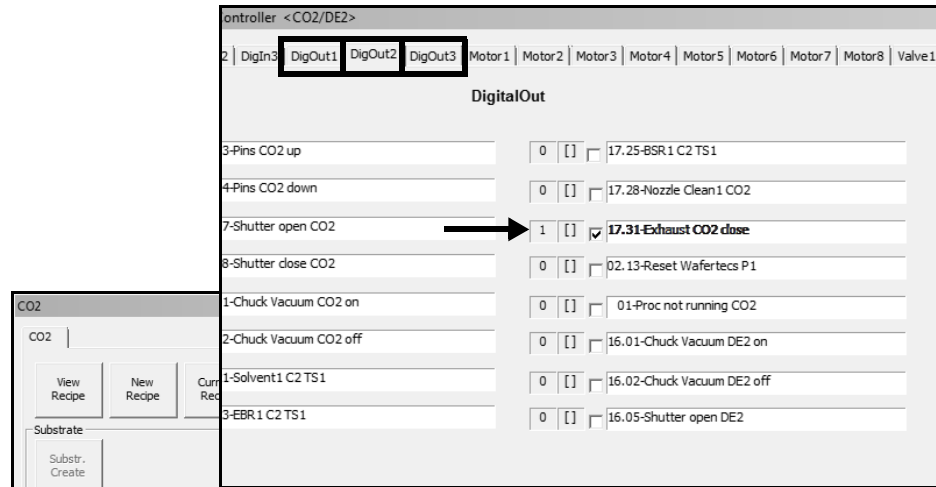 ontroller <CO2/DE2>
2 DigIn3 DigOut1 DigOut2 DigOut3 Motor1 Motor2 Motor3 Motor4 Motor5 Motor6 Motor7 Motor8 Valve1
DigitalOut
3-Pins CO2 up
0 [] 17.25-BSR1 C2 TS1
4-Pins CO2 down
0 [] 17.28-Nozzle Clean1 CO2
7-Shutter open CO2
1 [] 17.31-Exhaust CO2 close
8-Shutter close CO2
0 [] 02.13-Reset Wafertecs P1
1-Chuck Vacuum CO2 on
0 [] 01-Proc not running CO2
2-Chuck Vacuum CO2 off
0 [] 16.01-Chuck Vacuum DE2 on
1-Solvent1 C2 TS1
0 [] 16.02-Chuck Vacuum DE2 off
3-EBR1 C2 TS1
0 [] 16.05-Shutter open DE2
CO2
CO2
View
Recipe
New
Recipe
Curr
Rec
Substrate
Substr.
Create